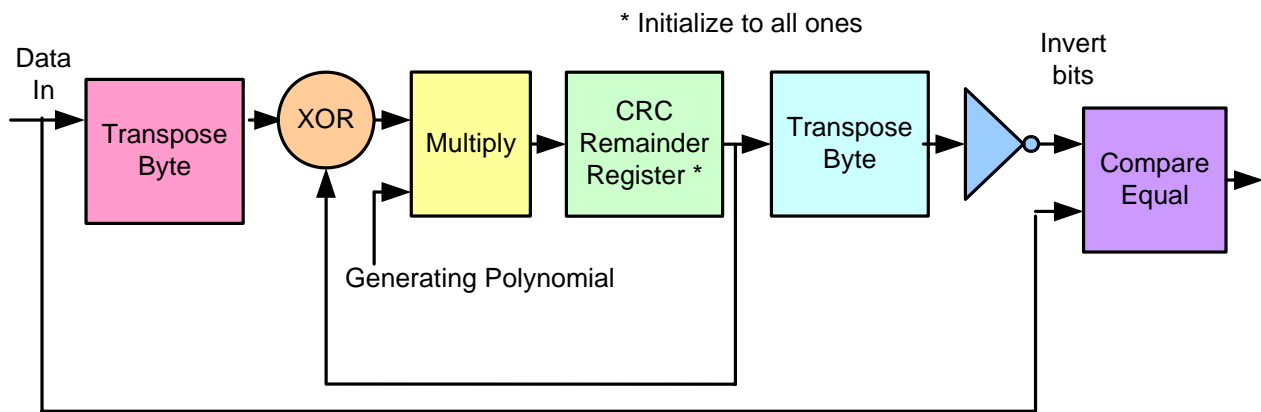 * Initialize to all ones
Data
In
Invert
bits
Transpose
Byte
XOR
Multiply
CRC
Remainder
Register *
Transpose
Byte
Compare
Equal
Generating Polynomial